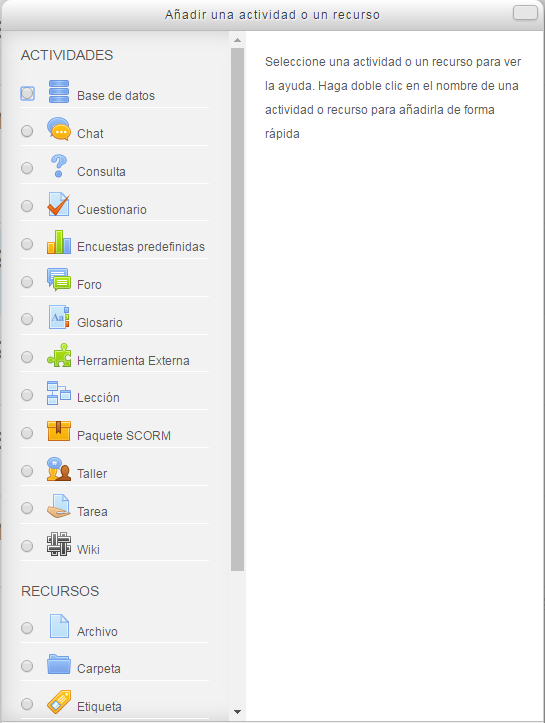 Añadir una actividad o un recurso
ACTIVIDADES
Base de datos
Chat
Consulta
Cuestionario
Encuestas predefinidas
Foro
Glosario
Herramienta Externa
Lección
Paquete SCORM
Taller
Tarea
Wiki
RECURSOS
Archivo
Carpeta
Etiqueta
Seleccione una actividad o un recurso para ver
la ayuda. Haga doble clic en el nombre de una
actividad o recurso para añadirla de forma
rápida